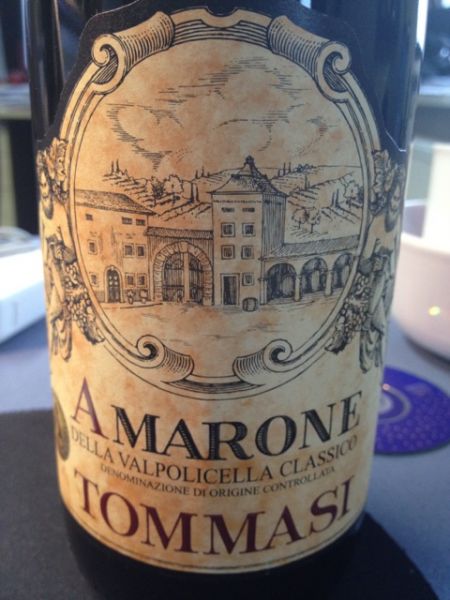 AMARONE
DELLA VALPOLICELLA CLASSICO
DENOMINAZIONE DI ORIGINE CONTROLLATA
TOMMASI